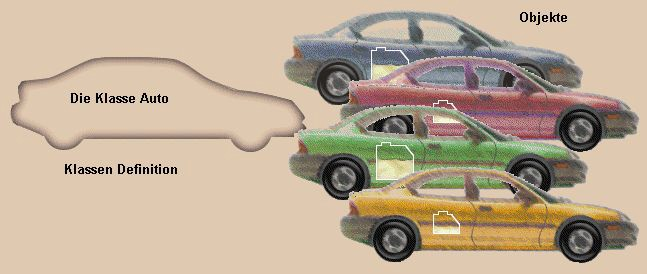 Objekte
Die Klasse Auto
Klassen Definition